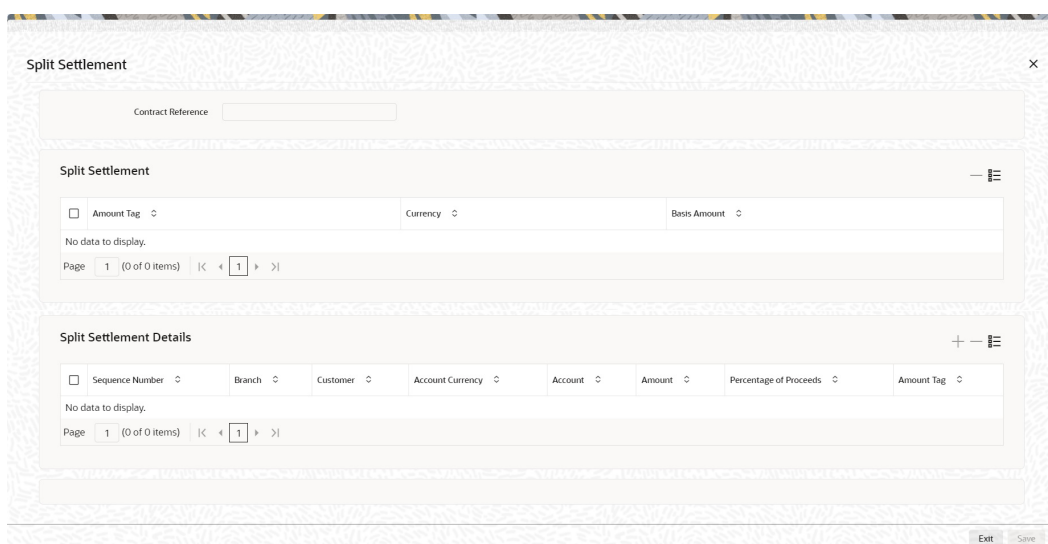 Split Settlement
Contract Reference
Split Settlement
Amount Tag Currency Basis Amount
No data to display.
Page 1 (0 of 0 items) 1
Split Settlement Details
Sequence Number Branch Customer Account Currency Account Amount Percentage of Proceeds Amount Tag
No data to display.
Page 1 (0 of 0 items) 1
Exit Save